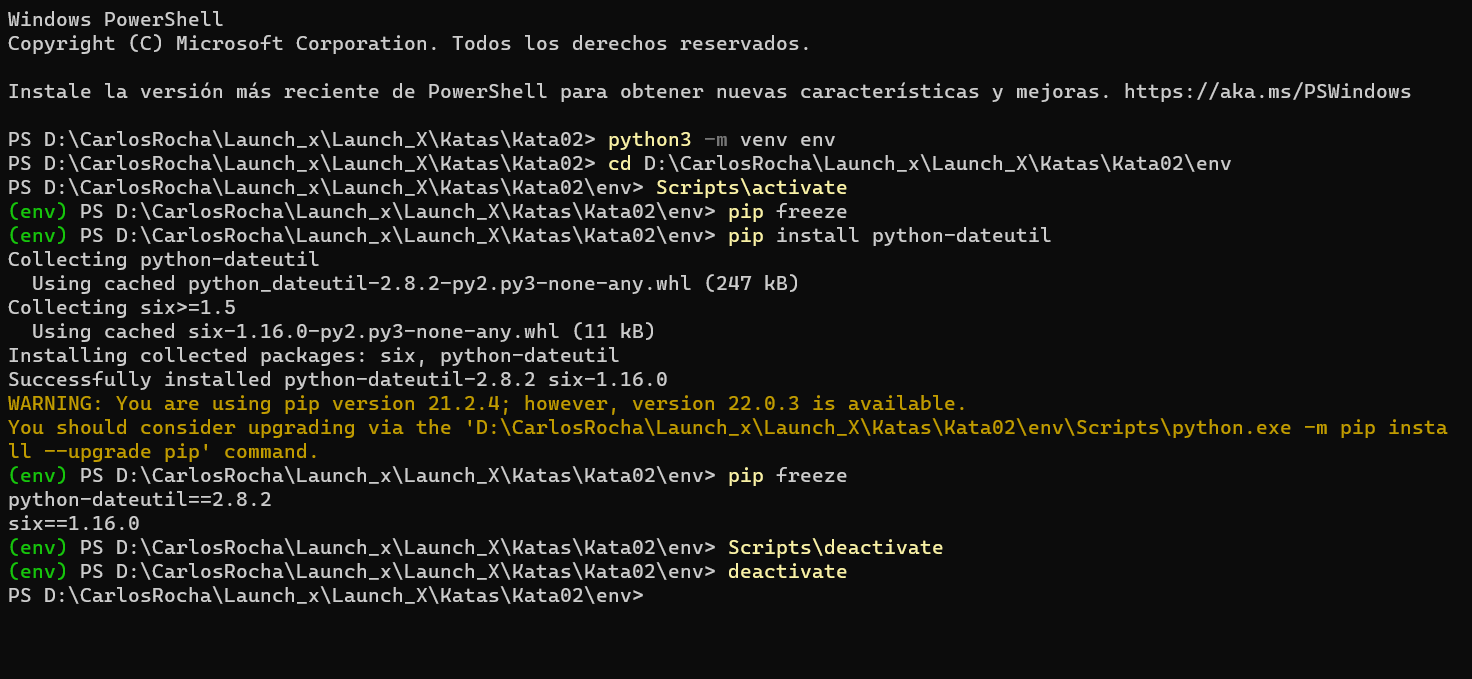 Windows PowerShell
Copyright (C) Microsoft Corporation. Todos los derechos reservados.
Instale la versión más reciente de PowerShell para obtener nuevas características y mejoras. https://aka.ms/PSWindows
PS D:\CarlosRocha\Launch_x\Launch_X\Katas\Kata02> python3 -m venv env
PS D:\CarlosRocha\Launch_x\Launch_X\Katas\Kata02> cd D:\CarlosRocha\Launch_x\Launch_X\Katas\Kata02\env
PS D:\CarlosRocha\Launch_x\Launch_X\Katas\Kata02\env> Scripts\activate
(env) PS D:\CarlosRocha\Launch_x\Launch_X\Katas\Kata02\env> pip freeze
(env) PS D:\CarlosRocha\Launch_x\Launch_X\Katas\Kata02\env> pip install python-dateutil
Collecting python-dateutil
  Using cached python_dateutil-2.8.2-py2.py3-none-any.whl (247 kB)
Collecting six>=1.5
  Using cached six-1.16.0-py2.py3-none-any.whl (11 kB)
Installing collected packages: six, python-dateutil
Successfully installed python-dateutil-2.8.2 six-1.16.0
WARNING: You are using pip version 21.2.4; however, version 22.0.3 is available.
You should consider upgrading via the 'D:\CarlosRocha\Launch_x\Launch_X\Katas\Kata02\env\Scripts\python.exe -m pip insta
ll --upgrade pip' command.
(env) PS D:\CarlosRocha\Launch_x\Launch_X\Katas\Kata02\env> pip freeze
python-dateutil==2.8.2
six==1.16.0
(env) PS D:\CarlosRocha\Launch_x\Launch_X\Katas\Kata02\env> Scripts\deactivate
(env) PS D:\CarlosRocha\Launch_x\Launch_X\Katas\Kata02\env> deactivate
PS D:\CarlosRocha\Launch_x\Launch_X\Katas\Kata02\env>